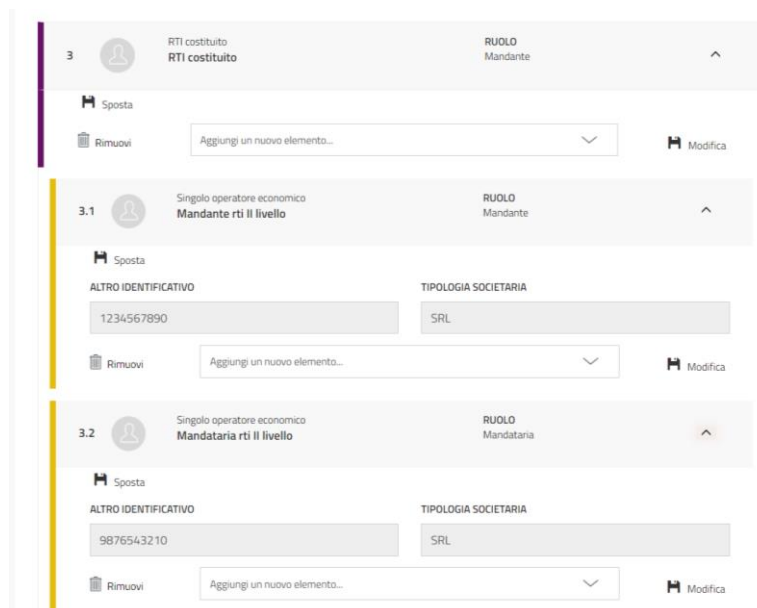 3 RTI costituito RUOLO
RTI costituito Mandante
Sposta
Rimuovi Aggiungi un nuovo elemento... Modifica
3.1 Singolo operatore economico RUOLO
Mandante rti II livello Mandante
Sposta
ALTRO IDENTIFICATIVO TIPOLOGIA SOCIETARIA
1234567890 SRL
Rimuovi Aggiungi un nuovo elemento... Modifica
3.2 Singolo operatore economico RUOLO
Mandataria rti II livello Mandataria
Sposta
ALTRO IDENTIFICATIVO TIPOLOGIA SOCIETARIA
9876543210 SRL
Rimuovi Aggiungi un nuovo elemento... Modifica